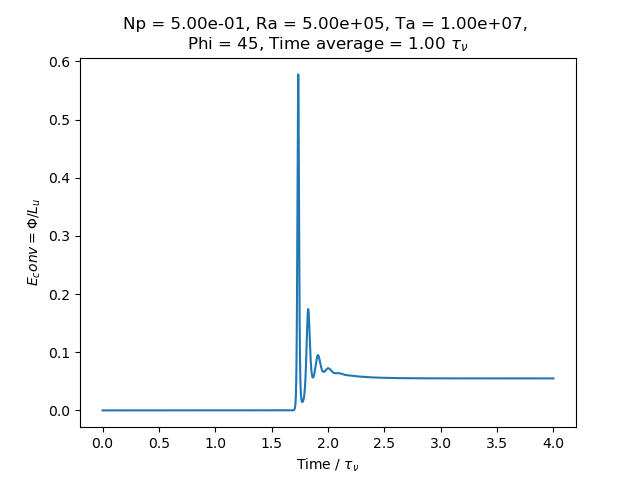 Np = 5.00e-01, Ra = 5.00e+05, Ta = 1.00e+07,
Phi = 45, Time average = 1.00 τν
0.6
0.5
0.4
0.3
0.2
0.1
0.0
E_conv = Φ/L_u
0.0 0.5 1.0 1.5 2.0 2.5 3.0 3.5 4.0
Time / τν